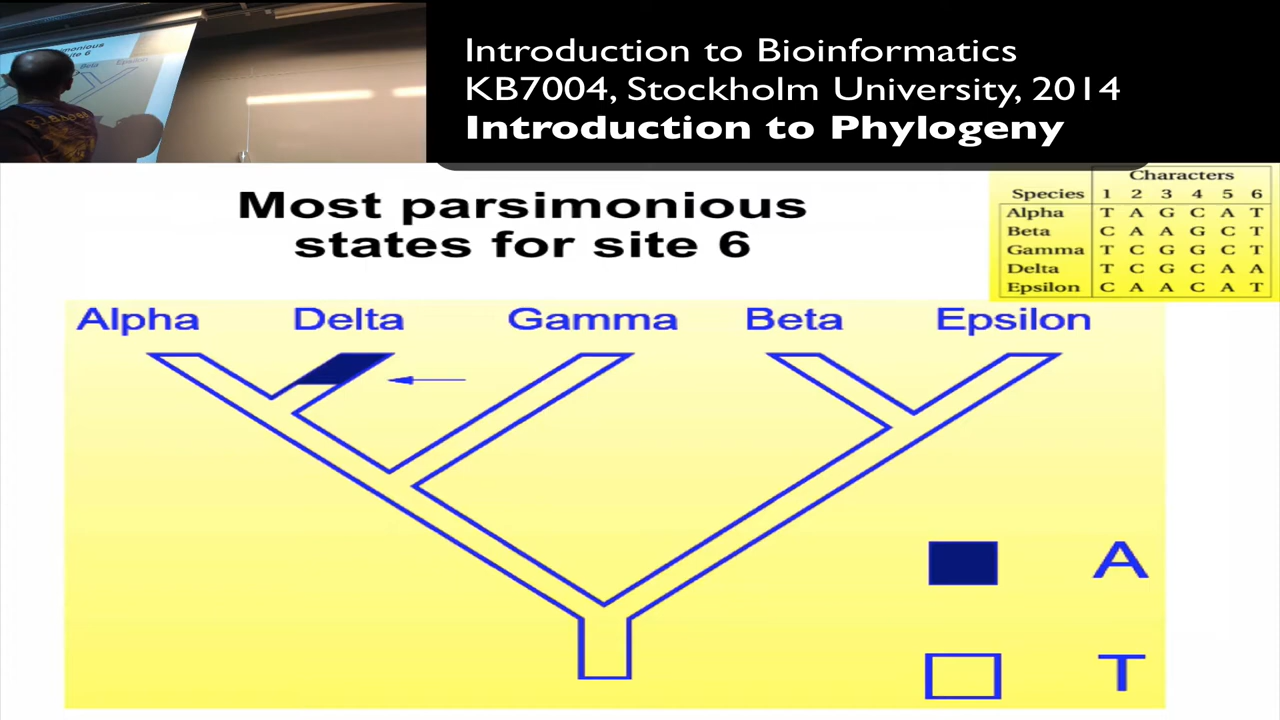 Introduction to Bioinformatics
KB7004, Stockholm University, 2014
Introduction to Phylogeny
Most parsimonious
states for site 6
Characters
Species 1 2 3 4 5 6
Alpha T A G C A T
Beta C A A G C T
Gamma T C G G C T
Delta T C G C A A
Epsilon C A A C A T
Alpha Delta Gamma Beta Epsilon
A
T